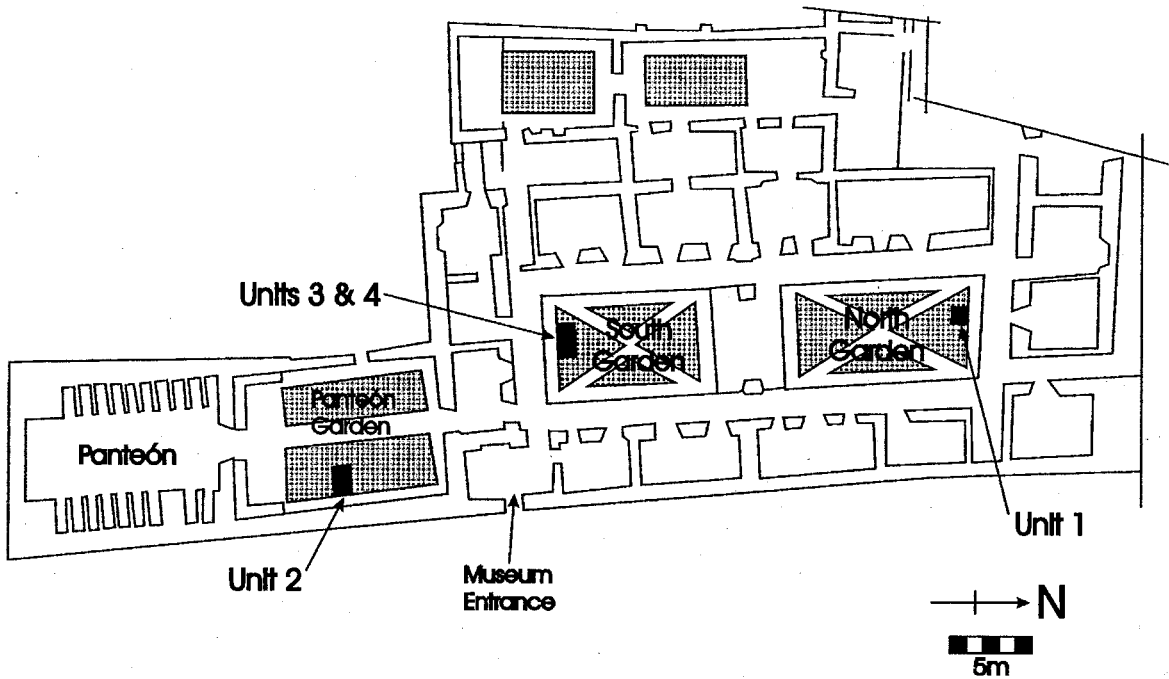 Units 3 & 4
South
Garden
North
Garden
Panteón
Garden
Panteón
Unit 1
Unit 2
Museum
Entrance
N
5m